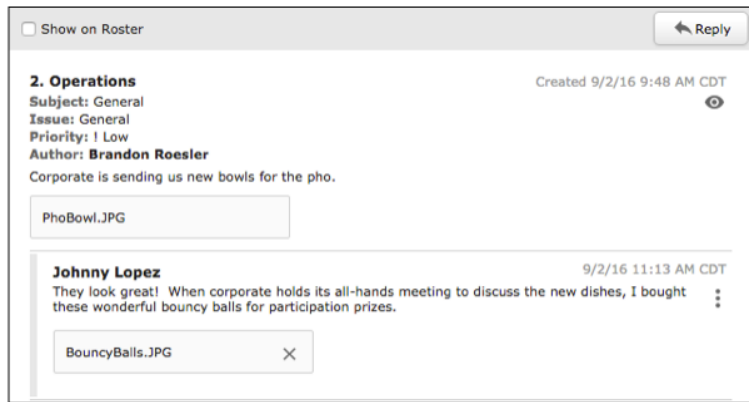 Show on Roster
Reply
2. Operations
Created 9/2/16 9:48 AM CDT
Subject: General
Issue: General
Priority: ! Low
Author: Brandon Roesler
Corporate is sending us new bowls for the pho.
PhoBowl.JPG
Johnny Lopez
9/2/16 11:13 AM CDT
They look great!  When corporate holds its all-hands meeting to discuss the new dishes, I bought
these wonderful bouncy balls for participation prizes.
BouncyBalls.JPG